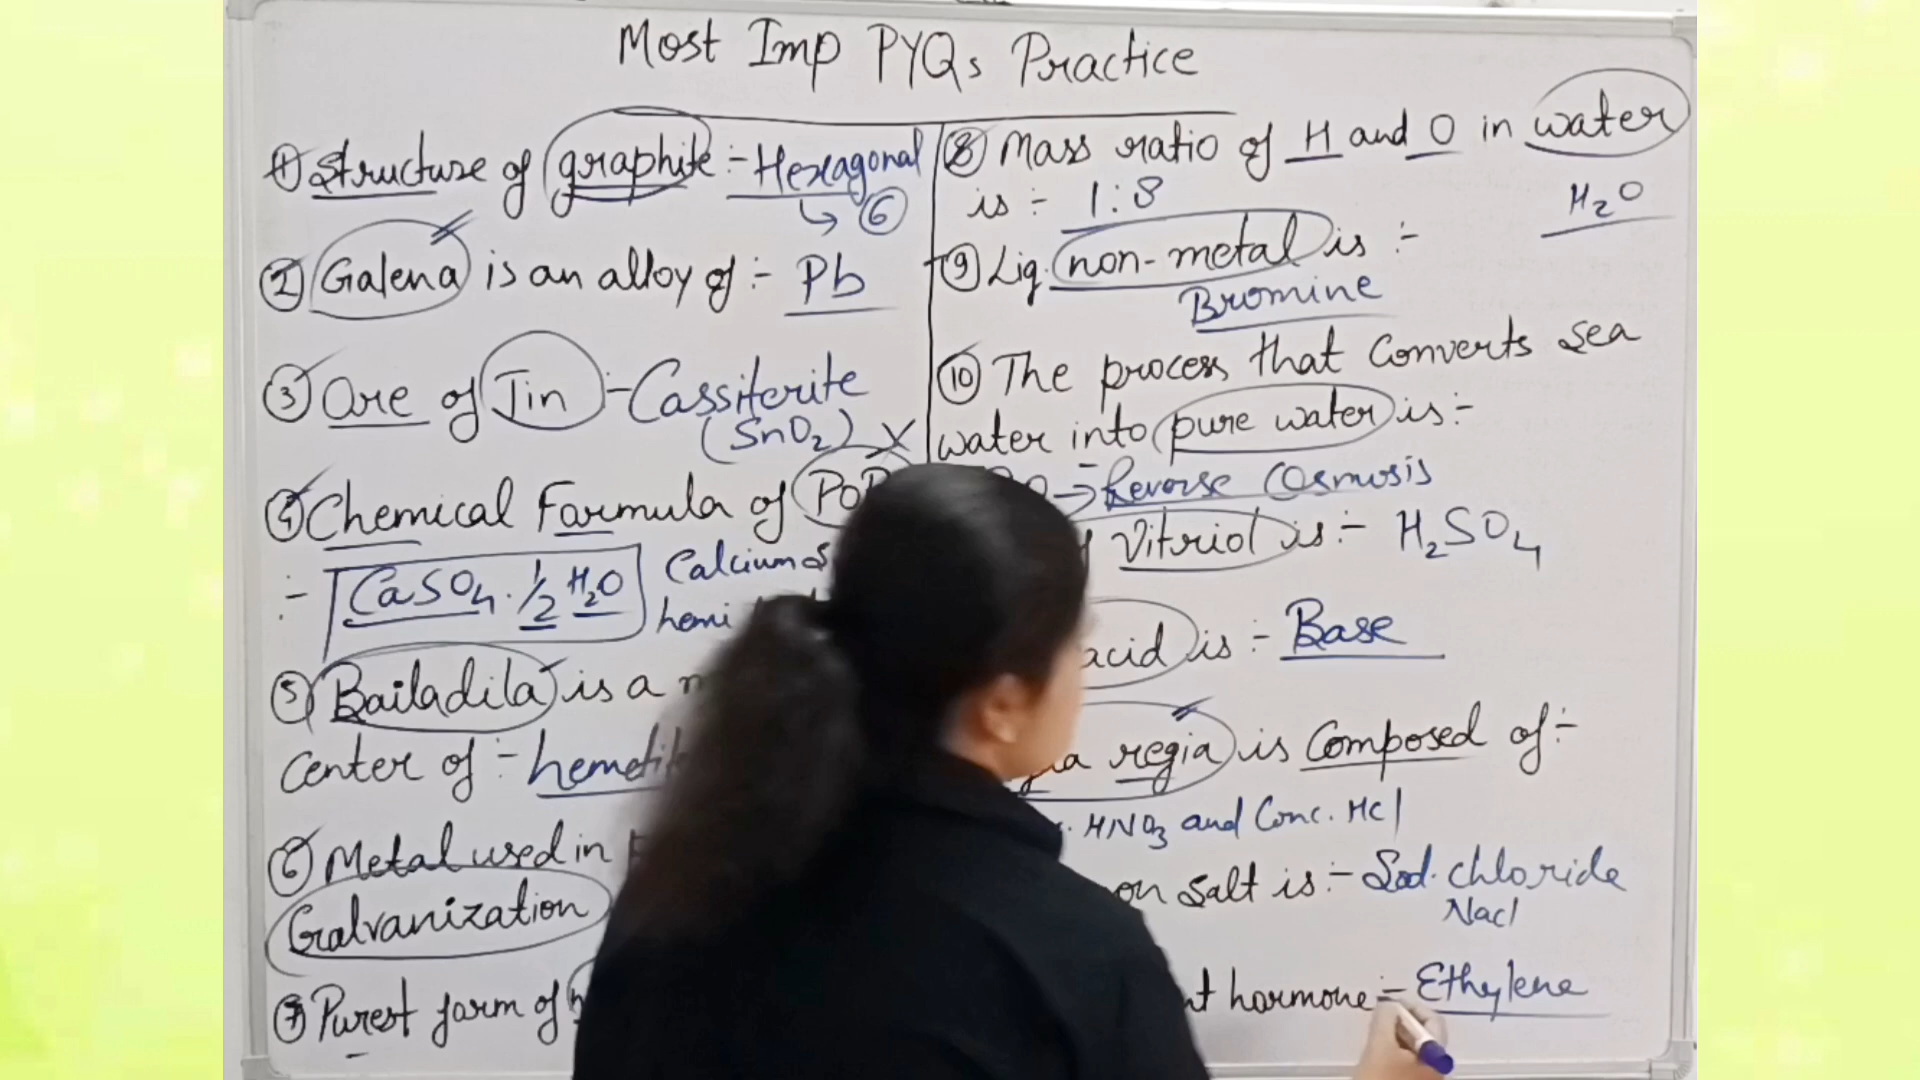 Most Imp PYQs Practice
① Structure of graphite :- Hexagonal
↳ ⑥
② Galena is an alloy of :- Pb
③ Ore of Tin :- Cassiterite
(SnO₂) X
④ Chemical Formula of PoP
:- CaSO₄ . 1/2 H₂O Calcium
hemi
⑤ Bailadila is a
center of :-
⑥ Metal used in
Galvanization
⑦ Purest form of
⑧ Mass ratio of H and O in water
is :- 1:8 H₂O
⑨ Liq. non-metal is :-
Bromine
⑩ The process that converts sea
water into pure water is :-
→ Reverse Osmosis
Vitriol is :- H₂SO₄
acid is :- Base
regia is composed of :-
HNO₃ and Conc. HCl
on salt is :- Sod. chloride
NaCl
hormone :- Ethylene